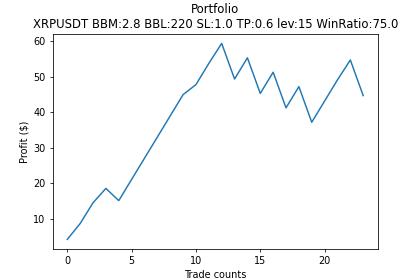 Portfolio
XRPUSDT BBM:2.8 BBL:220 SL:1.0 TP:0.6 lev:15 WinRatio:75.0
60
50
40
30
20
10
Profit ($)
0
5
10
15
20
Trade counts